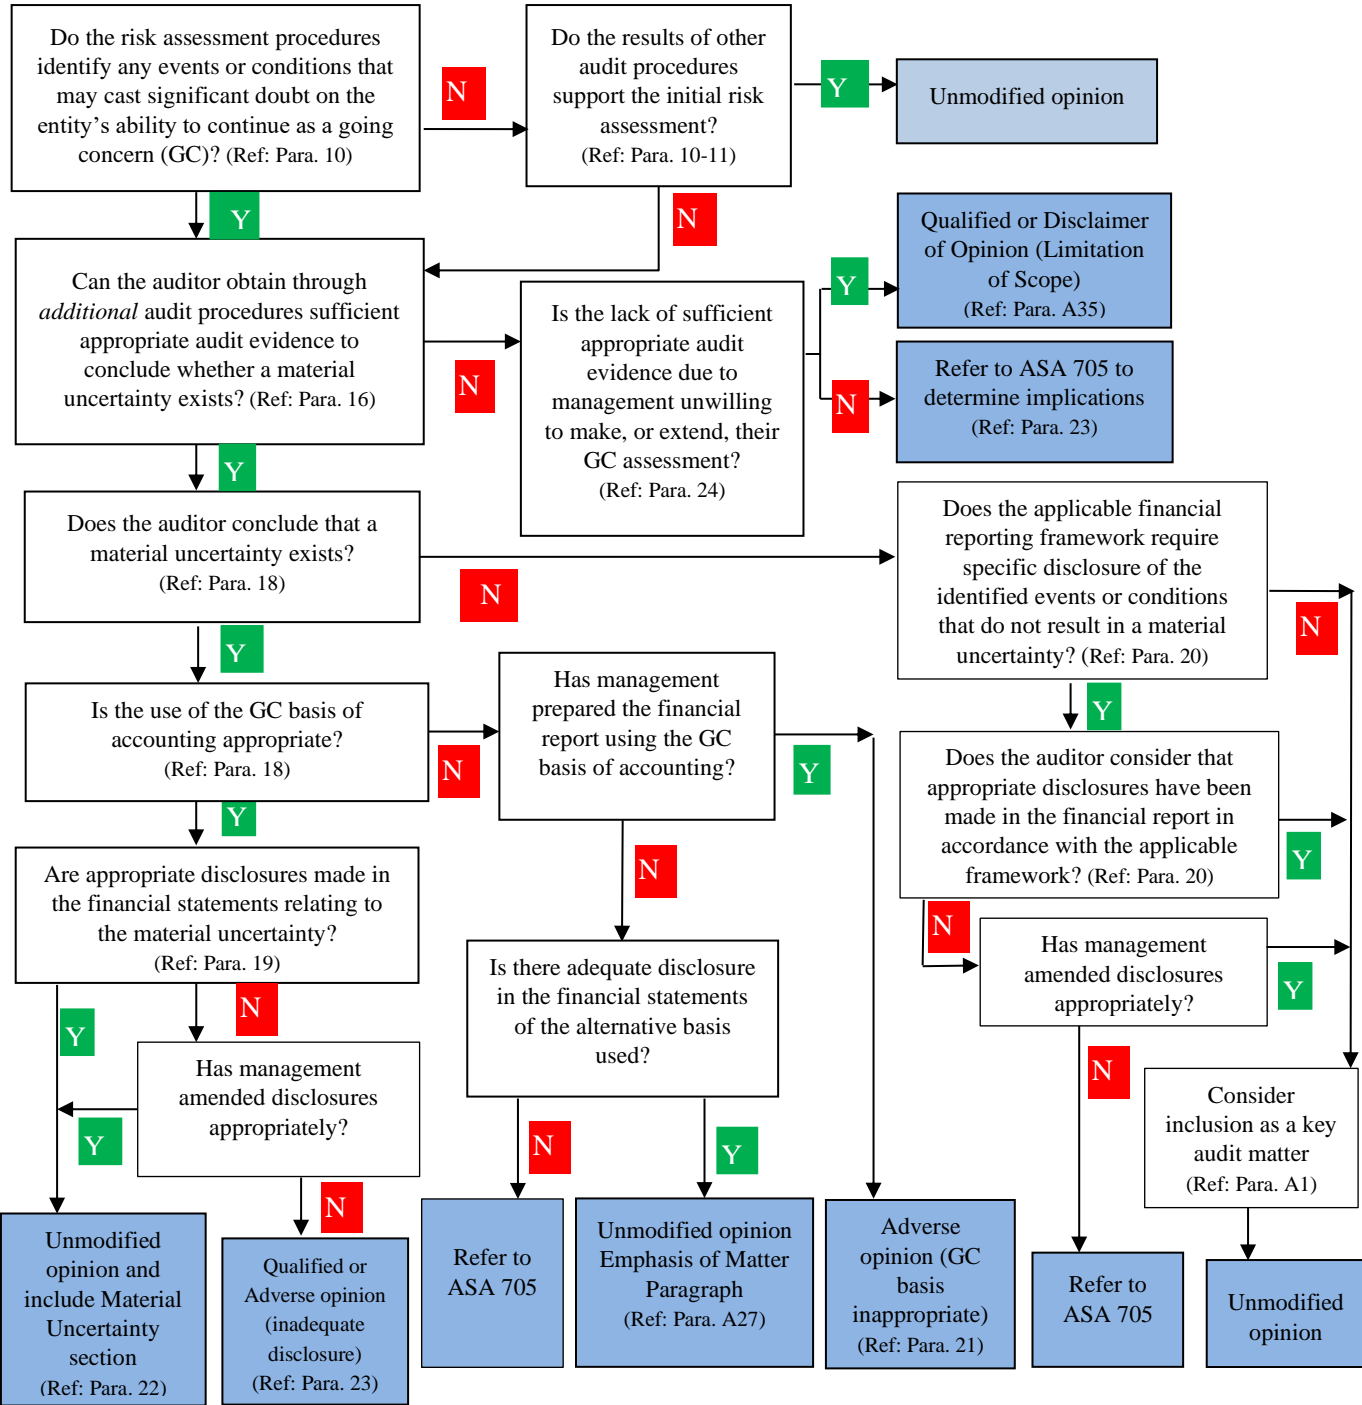 Do the risk assessment procedures
identify any events or conditions that
may cast significant doubt on the
entity's ability to continue as a going
concern (GC)? (Ref: Para. 10)
N
Do the results of other
audit procedures
support the initial risk
assessment?
(Ref: Para. 10-11)
Y
Unmodified opinion
Y
N
Can the auditor obtain through
additional audit procedures sufficient
appropriate audit evidence to
conclude whether a material
uncertainty exists? (Ref: Para. 16)
N
Is the lack of sufficient
appropriate audit
evidence due to
management unwilling
to make, or extend, their
GC assessment?
(Ref: Para. 24)
Y
Qualified or Disclaimer
of Opinion (Limitation
of Scope)
(Ref: Para. A35)
N
Refer to ASA 705 to
determine implications
(Ref: Para. 23)
Y
Does the auditor conclude that a
material uncertainty exists?
(Ref: Para. 18)
N
Does the applicable financial
reporting framework require
specific disclosure of the
identified events or conditions
that do not result in a material
uncertainty? (Ref: Para. 20)
N
Y
Y
Is the use of the GC basis of
accounting appropriate?
(Ref: Para. 18)
N
Has management
prepared the financial
report using the GC
basis of accounting?
Y
Does the auditor consider that
appropriate disclosures have been
made in the financial report in
accordance with the applicable
framework? (Ref: Para. 20)
Y
Y
N
N
Are appropriate disclosures made in
the financial statements relating to
the material uncertainty?
(Ref: Para. 19)
Is there adequate disclosure
in the financial statements
of the alternative basis
used?
Has management
amended disclosures
appropriately?
Y
Y
N
N
Has management
amended disclosures
appropriately?
Y
Consider
inclusion as a key
audit matter
(Ref: Para. A1)
N
N
Y
Unmodified
opinion and
include Material
Uncertainty
section
(Ref: Para. 22)
Qualified or
Adverse opinion
(inadequate
disclosure)
(Ref: Para. 23)
Refer to
ASA 705
Unmodified opinion
Emphasis of Matter
Paragraph
(Ref: Para. A27)
Adverse
opinion (GC
basis
inappropriate)
(Ref: Para. 21)
Refer to
ASA 705
Unmodified
opinion